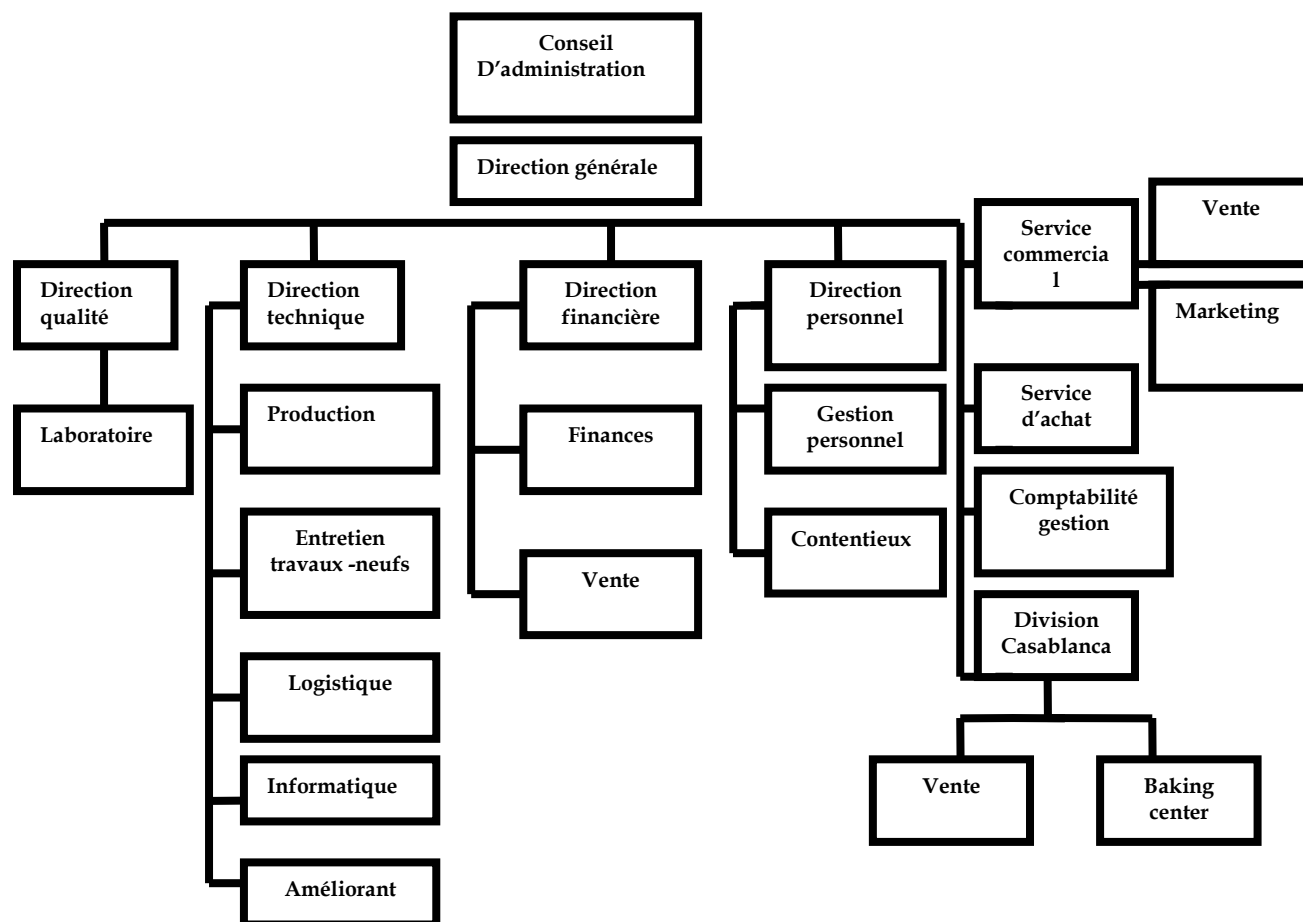 Conseil
D’administration
Direction générale
Vente
Service
commercia
l
Marketing
Direction
qualité
Direction
technique
Direction
financière
Direction
personnel
Laboratoire
Production
Finances
Gestion
personnel
Service
d’achat
Comptabilité
gestion
Entretien
travaux -neufs
Vente
Contentieux
Division
Casablanca
Logistique
Informatique
Vente
Baking
center
Améliorant